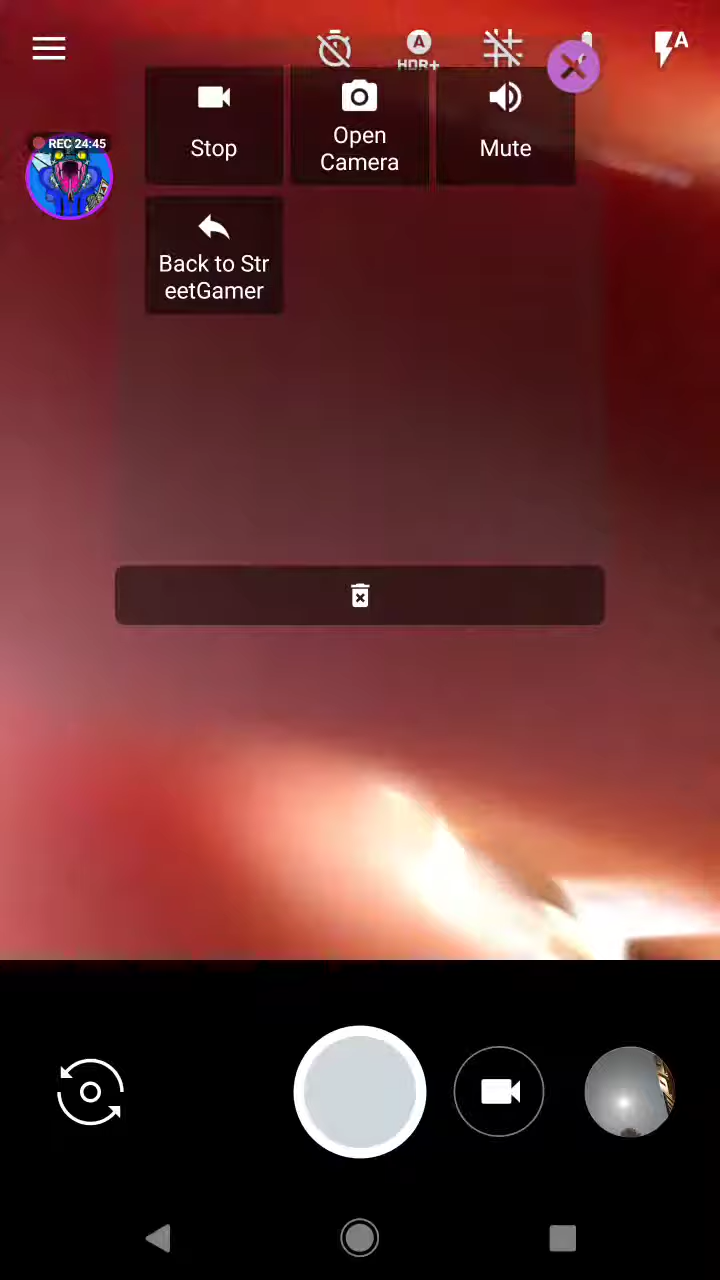 A
HDR+
A
REC 24:45
Stop
Open
Camera
Mute
Back to Str
eetGamer